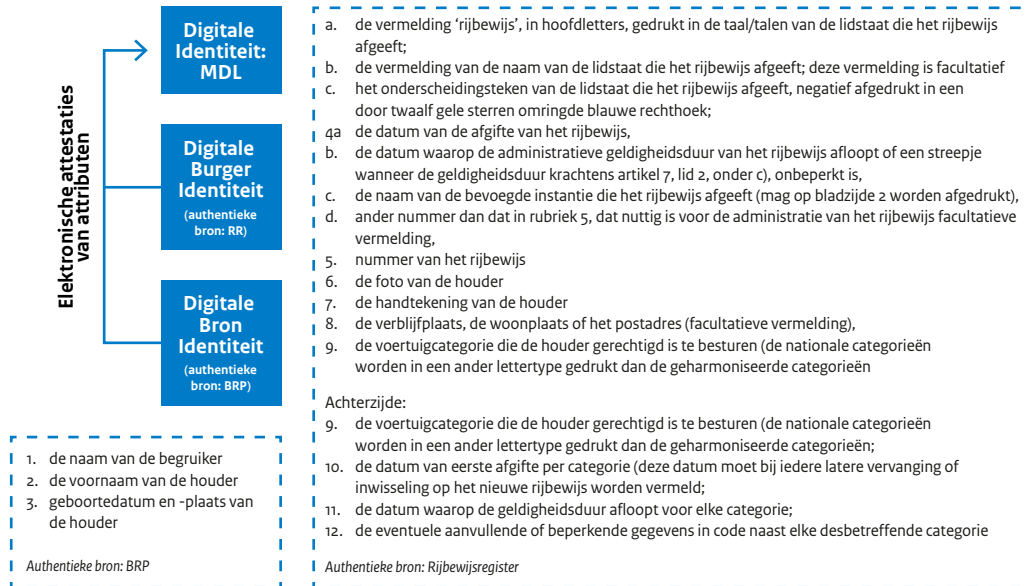 Elektronische attestaties
van attributen
Digitale
Identiteit:
MDL
Digitale
Burger
Identiteit
(authentieke
bron: RR)
Digitale
Bron
Identiteit
(authentieke
bron: BRP)
1. de naam van de begruiker
2. de voornaam van de houder
3. geboortedatum en -plaats van
de houder
Authentieke bron: BRP
a. de vermelding ‘rijbewijs’, in hoofdletters, gedrukt in de taal/talen van de lidstaat die het rijbewijs
afgeeft;
b. de vermelding van de naam van de lidstaat die het rijbewijs afgeeft; deze vermelding is facultatief
c. het onderscheidingsteken van de lidstaat die het rijbewijs afgeeft, negatief afgedrukt in een
door twaalf gele sterren omringde blauwe rechthoek;
4a de datum van de afgifte van het rijbewijs,
b. de datum waarop de administratieve geldigheidsduur van het rijbewijs afloopt of een streepje
wanneer de geldigheidsduur krachtens artikel 7, lid 2, onder c), onbeperkt is,
c. de naam van de bevoegde instantie die het rijbewijs afgeeft (mag op bladzijde 2 worden afgedrukt),
d. ander nummer dan dat in rubriek 5, dat nuttig is voor de administratie van het rijbewijs facultatieve
vermelding,
5. nummer van het rijbewijs
6. de foto van de houder
7. de handtekening van de houder
8. de verblijfplaats, de woonplaats of het postadres (facultatieve vermelding),
9. de voertuigcategorie die de houder gerechtigd is te besturen (de nationale categorieën
worden in een ander lettertype gedrukt dan de geharmoniseerde categorieën
Achterzijde:
9. de voertuigcategorie die de houder gerechtigd is te besturen (de nationale categorieën
worden in een ander lettertype gedrukt dan de geharmoniseerde categorieën;
10. de datum van eerste afgifte per categorie (deze datum moet bij iedere latere vervanging of
inwisseling op het nieuwe rijbewijs worden vermeld;
11. de datum waarop de geldigheidsduur afloopt voor elke categorie;
12. de eventuele aanvullende of beperkende gegevens in code naast elke desbetreffende categorie
Authentieke bron: Rijbewijsregister